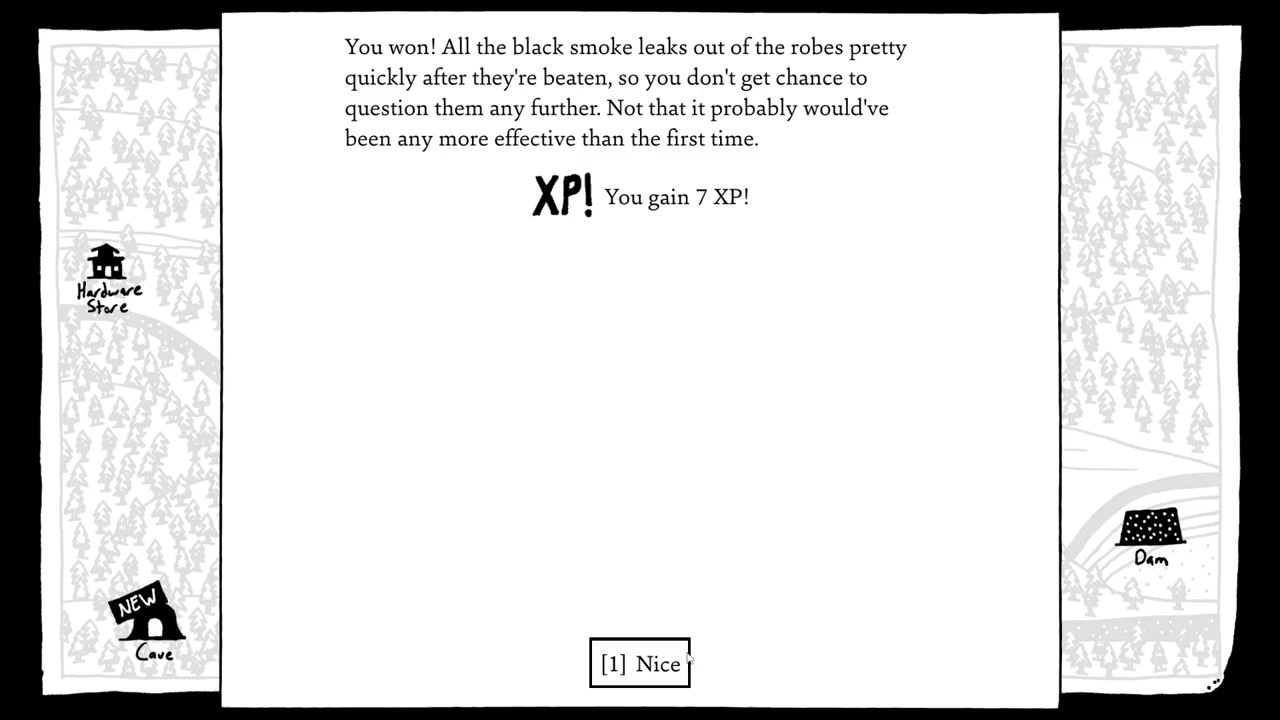 You won! All the black smoke leaks out of the robes pretty
quickly after they're beaten, so you don't get chance to
question them any further. Not that it probably would've
been any more effective than the first time.
XP! You gain 7 XP!
Hardware
Store
NEW
Cave
Dam
[1] Nice